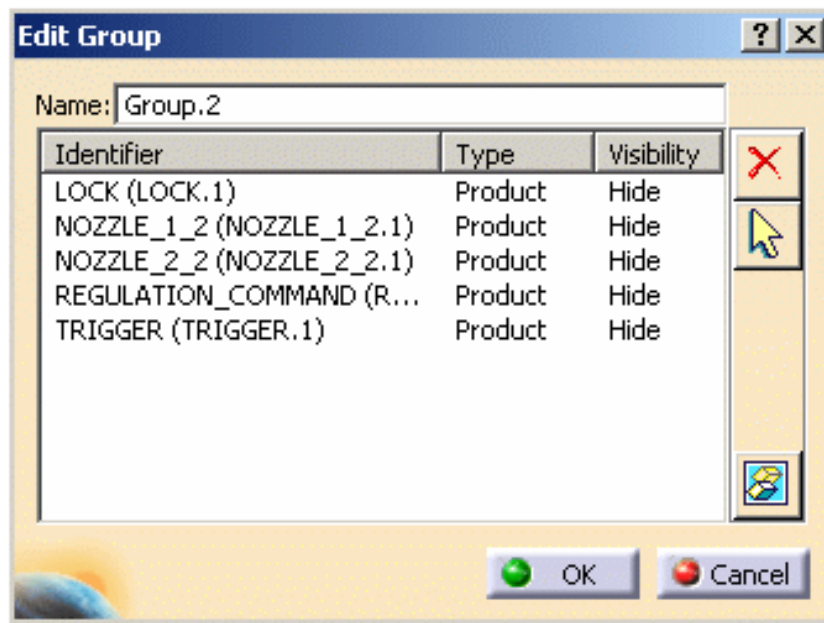 Edit Group
Name: Group.2
Identifier Type Visibility
LOCK (LOCK.1) Product Hide
NOZZLE_1_2 (NOZZLE_1_2.1) Product Hide
NOZZLE_2_2 (NOZZLE_2_2.1) Product Hide
REGULATION_COMMAND (R... Product Hide
TRIGGER (TRIGGER.1) Product Hide
OK Cancel